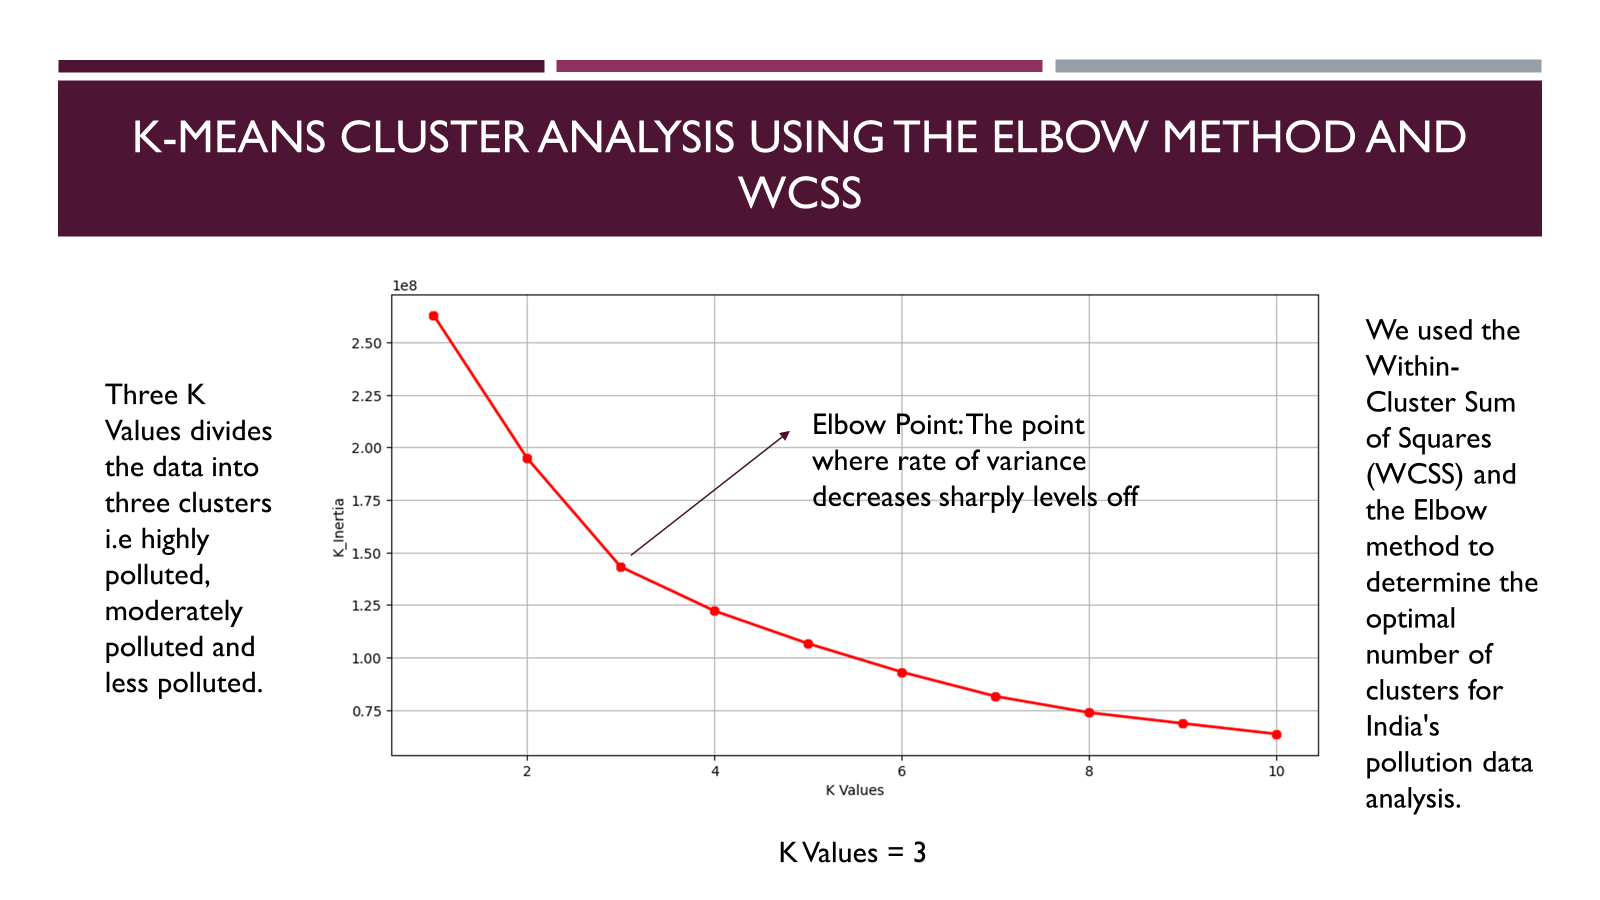 K-MEANS CLUSTER ANALYSIS USING THE ELBOW METHOD AND
WCSS
Three K
Values divides
the data into
three clusters
i.e highly
polluted,
moderately
polluted and
less polluted.
1e8
2.50
2.25
2.00
1.75
1.50
1.25
1.00
0.75
K_Inertia
Elbow Point: The point
where rate of variance
decreases sharply levels off
2 4 6 8 10
K Values
We used the
Within-
Cluster Sum
of Squares
(WCSS) and
the Elbow
method to
determine the
optimal
number of
clusters for
India's
pollution data
analysis.
K Values = 3